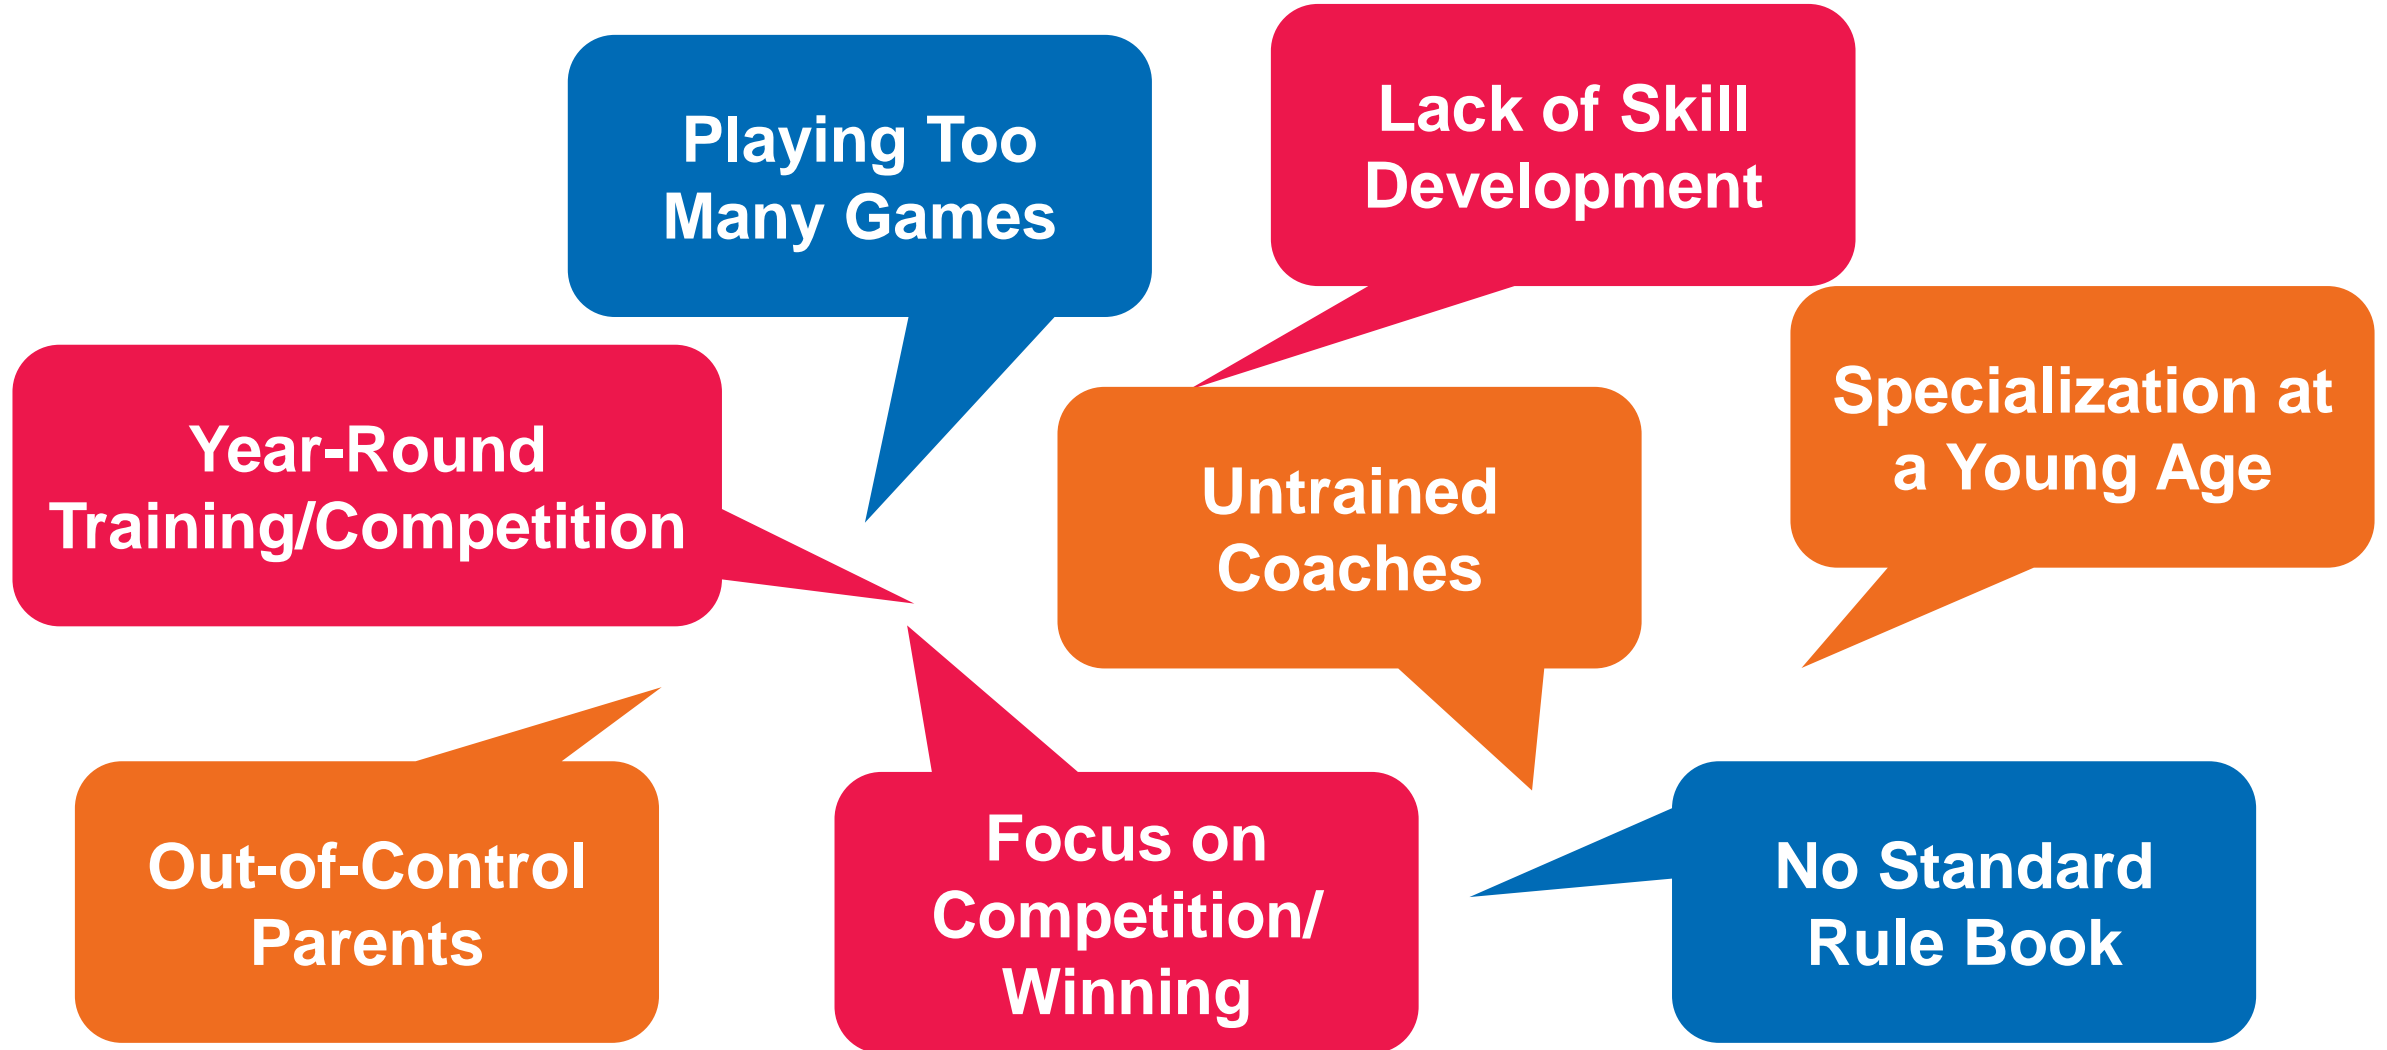 Playing Too
Many Games
Lack of Skill
Development
Year-Round
Training/Competition
Untrained
Coaches
Specialization at
a Young Age
Out-of-Control
Parents
Focus on
Competition/
Winning
No Standard
Rule Book